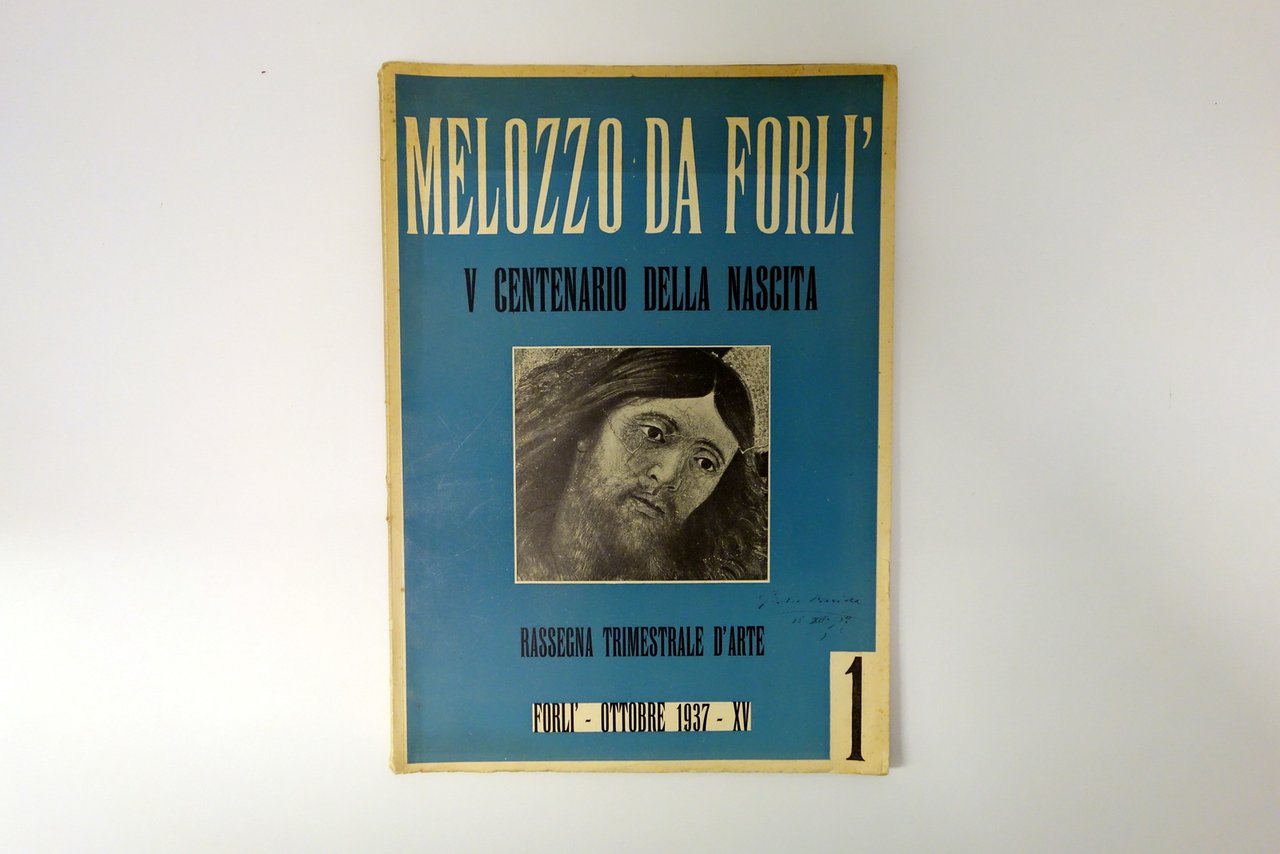 MELOZZO DA FORLI'
V CENTENARIO DELLA NASCITA
RASSEGNA TRIMESTRALE D'ARTE
FORLI' - OTTOBRE 1937 - XV
1